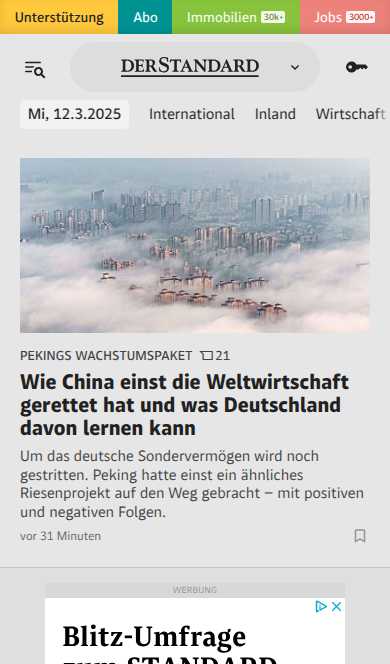 Unterstützung Abo Immobilien 30k+ Jobs 3000+
DERSTANDARD
Mi, 12.3.2025 International Inland Wirtschaft
PEKINGS WACHSTUMSPAKET 21
Wie China einst die Weltwirtschaft
gerettet hat und was Deutschland
davon lernen kann
Um das deutsche Sondervermögen wird noch
gestritten. Peking hatte einst ein ähnliches
Riesenprojekt auf den Weg gebracht – mit positiven
und negativen Folgen.
vor 31 Minuten
WERBUNG
Blitz-Umfrage
zum STANDARD